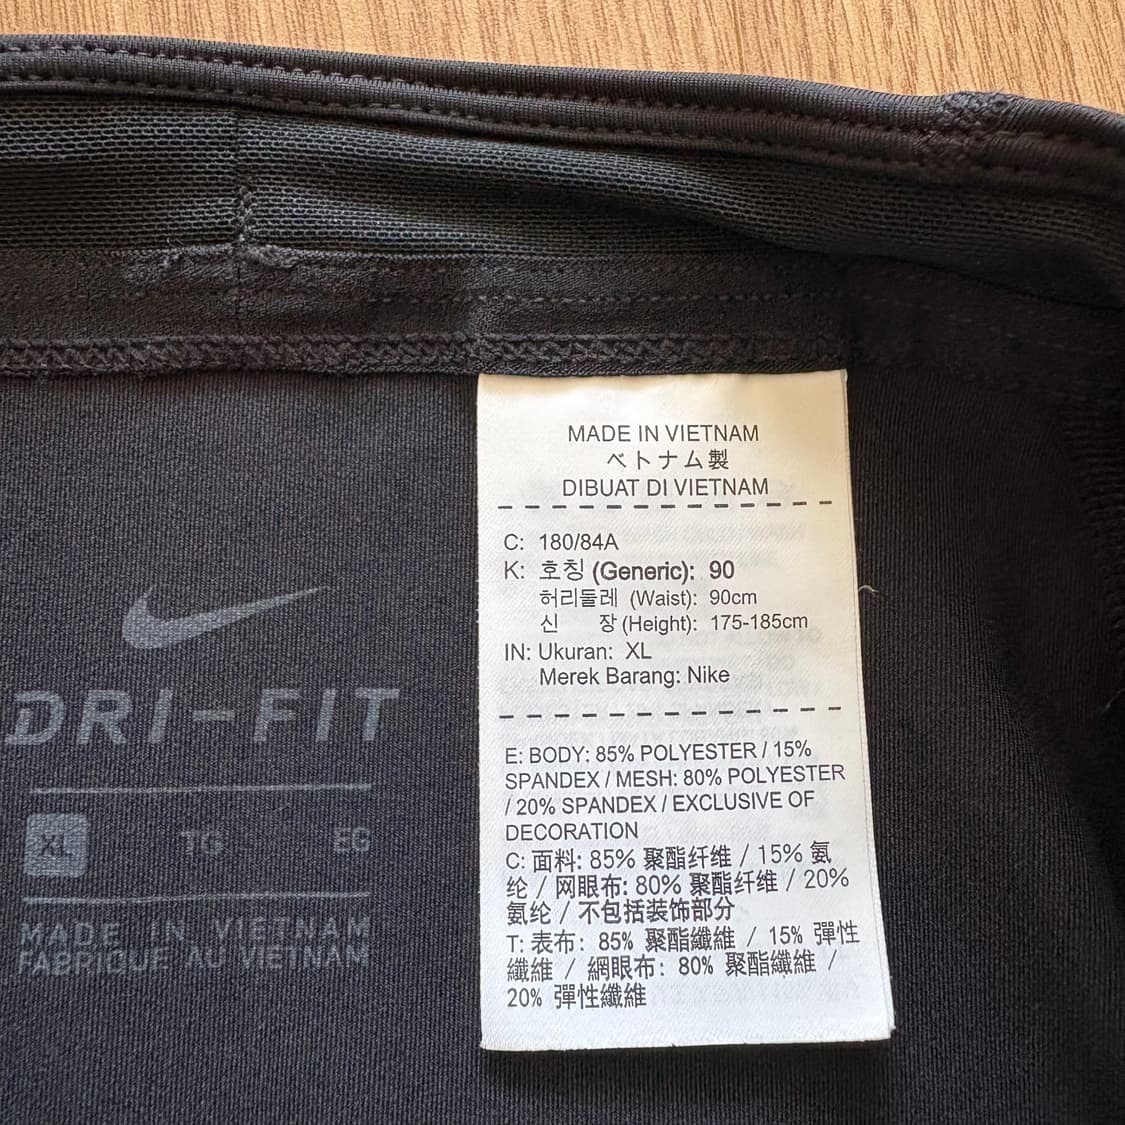 DRI-FIT
XL TG EG
MADE IN VIETNAM
FABRIQUE AU VIETNAM
MADE IN VIETNAM
ベトナム製
DIBUAT DI VIETNAM
C: 180/84A
K: 호칭 (Generic): 90
허리둘레 (Waist): 90cm
신 장 (Height): 175-185cm
IN: Ukuran: XL
Merek Barang: Nike
E: BODY: 85% POLYESTER / 15%
SPANDEX / MESH: 80% POLYESTER
/ 20% SPANDEX / EXCLUSIVE OF
DECORATION
C: 面料: 85% 聚酯纤维 / 15% 氨
纶 / 网眼布: 80% 聚酯纤维 / 20%
氨纶 / 不包括装饰部分
T: 表布: 85% 聚酯纖維 / 15% 彈性
纖維 / 網眼布: 80% 聚酯纖維 /
20% 彈性纖維